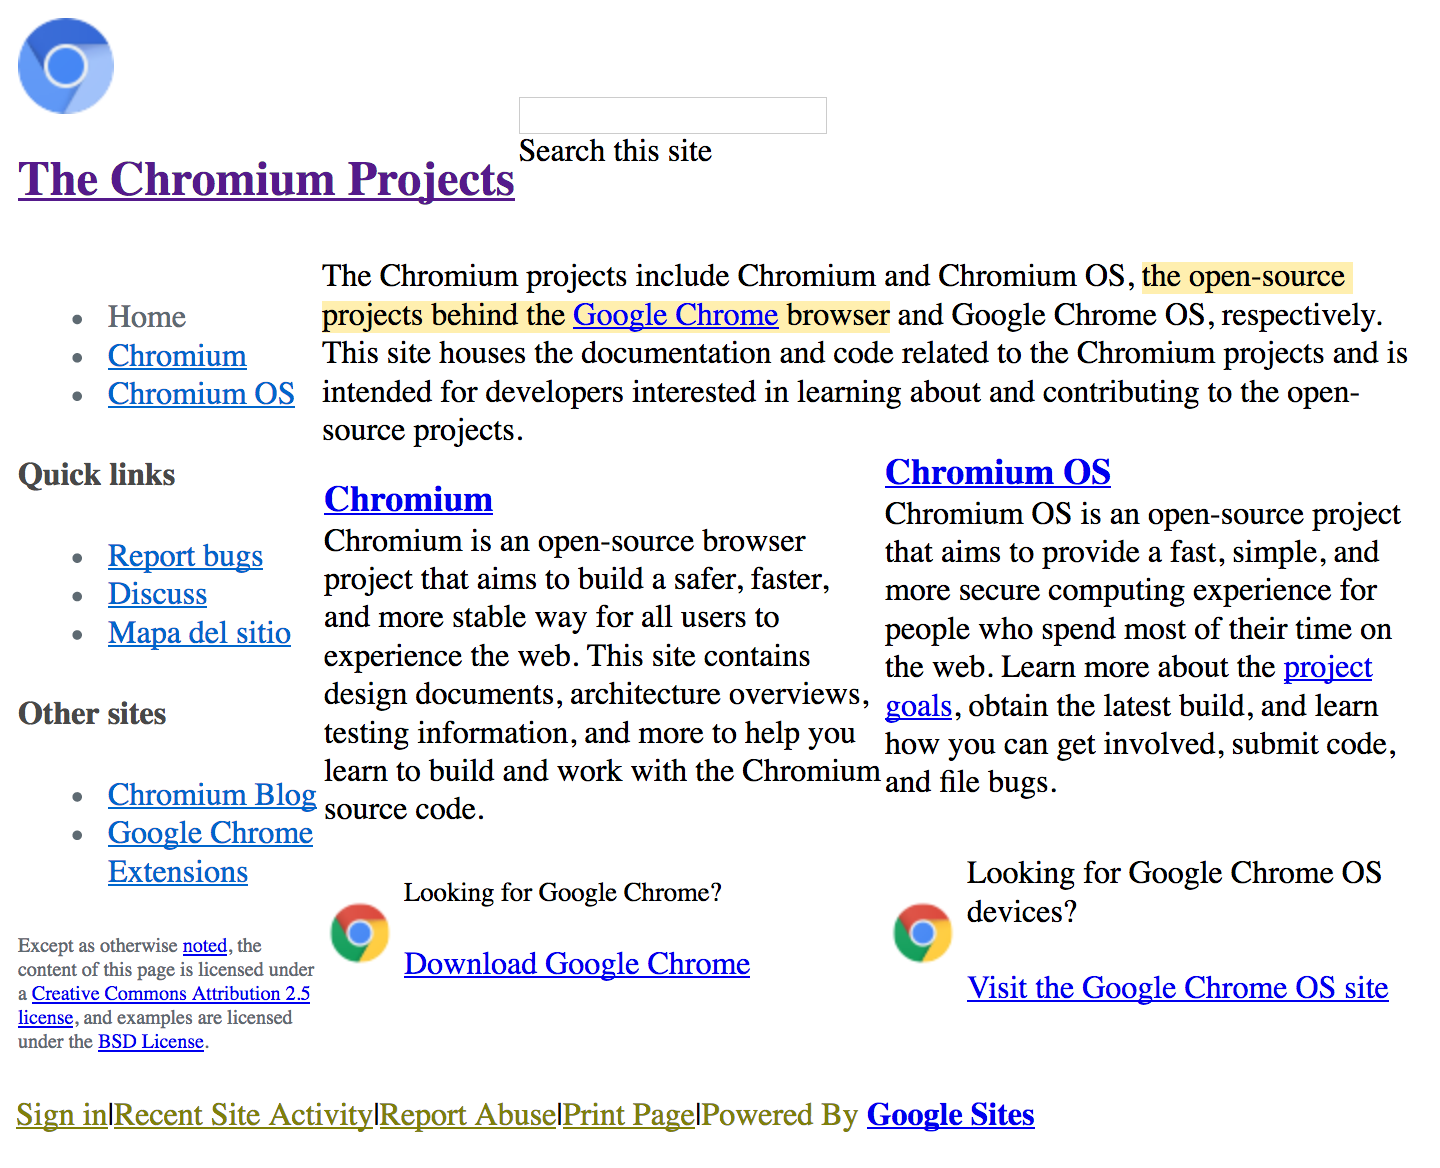 Search this site
The Chromium Projects
Home
Chromium
Chromium OS
Quick links
Report bugs
Discuss
Mapa del sitio
Other sites
Chromium Blog
Google Chrome
Extensions
Except as otherwise noted, the
content of this page is licensed under
a Creative Commons Attribution 2.5
license, and examples are licensed
under the BSD License.
The Chromium projects include Chromium and Chromium OS, the open-source
projects behind the Google Chrome browser and Google Chrome OS, respectively.
This site houses the documentation and code related to the Chromium projects and is
intended for developers interested in learning about and contributing to the open-
source projects.
Chromium
Chromium is an open-source browser
project that aims to build a safer, faster,
and more stable way for all users to
experience the web. This site contains
design documents, architecture overviews,
testing information, and more to help you
learn to build and work with the Chromium
source code.
Looking for Google Chrome?
Download Google Chrome
Chromium OS
Chromium OS is an open-source project
that aims to provide a fast, simple, and
more secure computing experience for
people who spend most of their time on
the web. Learn more about the project
goals, obtain the latest build, and learn
how you can get involved, submit code,
and file bugs.
Looking for Google Chrome OS
devices?
Visit the Google Chrome OS site
Sign in|Recent Site Activity|Report Abuse|Print Page|Powered By Google Sites